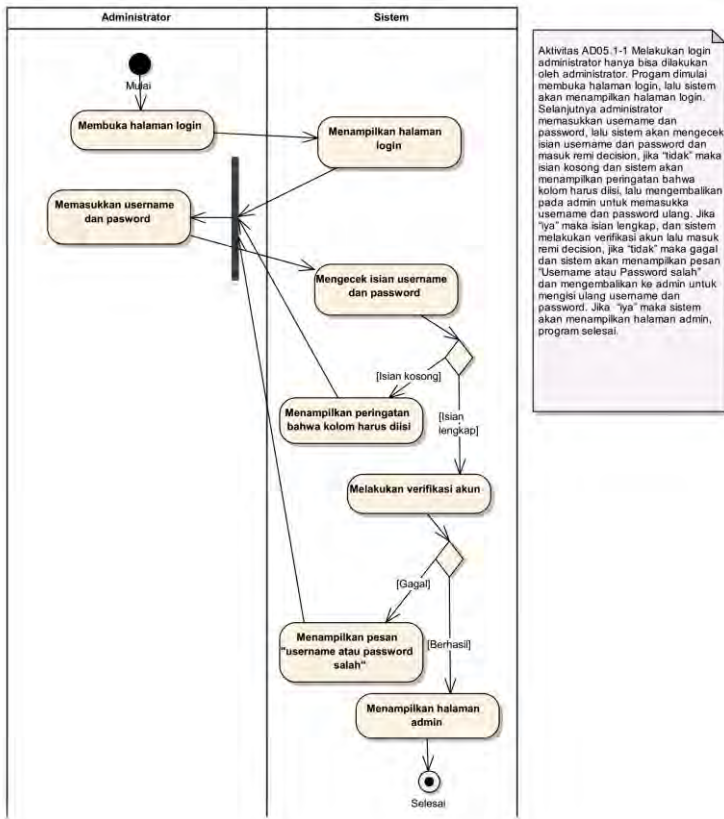 Administrator
Sistem
Mulai
Membuka halaman login
Menampilkan halaman
login
Memasukkan username
dan pasword
Mengecek isian username
dan password
[Isian kosong]
Menampilkan peringatan
bahwa kolom harus diisi
[Isian
lengkap]
Melakukan verifikasi akun
[Gagal]
Menampilkan pesan
"username atau password
salah"
[Berhasil]
Menampilkan halaman
admin
Selesai
Aktivitas AD05.1-1 Melakukan login
administrator hanya bisa dilakukan
oleh administrator. Progam dimulai
membuka halaman login, lalu sistem
akan menampilkan halaman login.
Selanjutnya administrator
memasukkan username dan
password, lalu sistem akan mengecek
isian username dan password dan
masuk remi decision, jika "tidak" maka
isian kosong dan sistem akan
menampilkan peringatan bahwa
kolom harus diisi, lalu mengembalikan
pada admin untuk memasukka
username dan password ulang. Jika
"iya" maka isian lengkap, dan sistem
melakukan verifikasi akun lalu masuk
remi decision, jika "tidak" maka gagal
dan sistem akan menampilkan pesan
"Username atau Password salah"
dan mengembalikan ke admin untuk
mengisi ulang username dan
password. Jika "iya" maka sistem
akan menampilkan halaman admin,
program selesai.